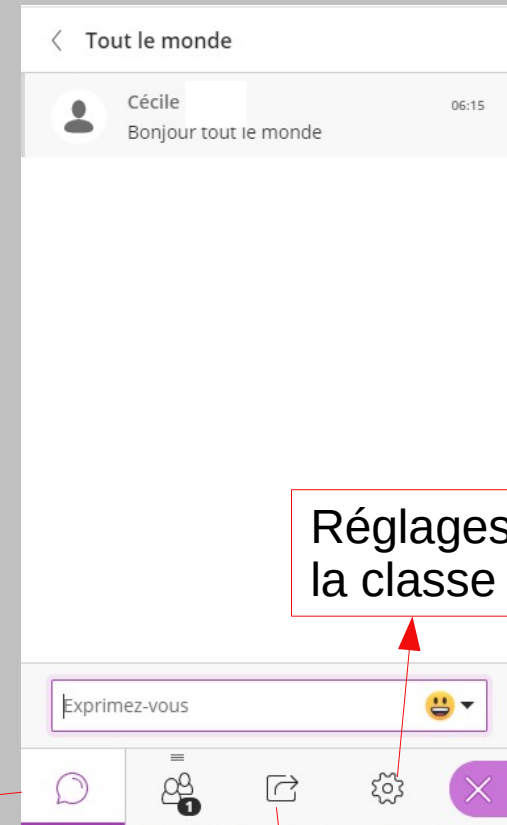 Tout le monde
Cécile
06:15
Bonjour tout le monde
Réglages
la classe
Exprimez-vous
1